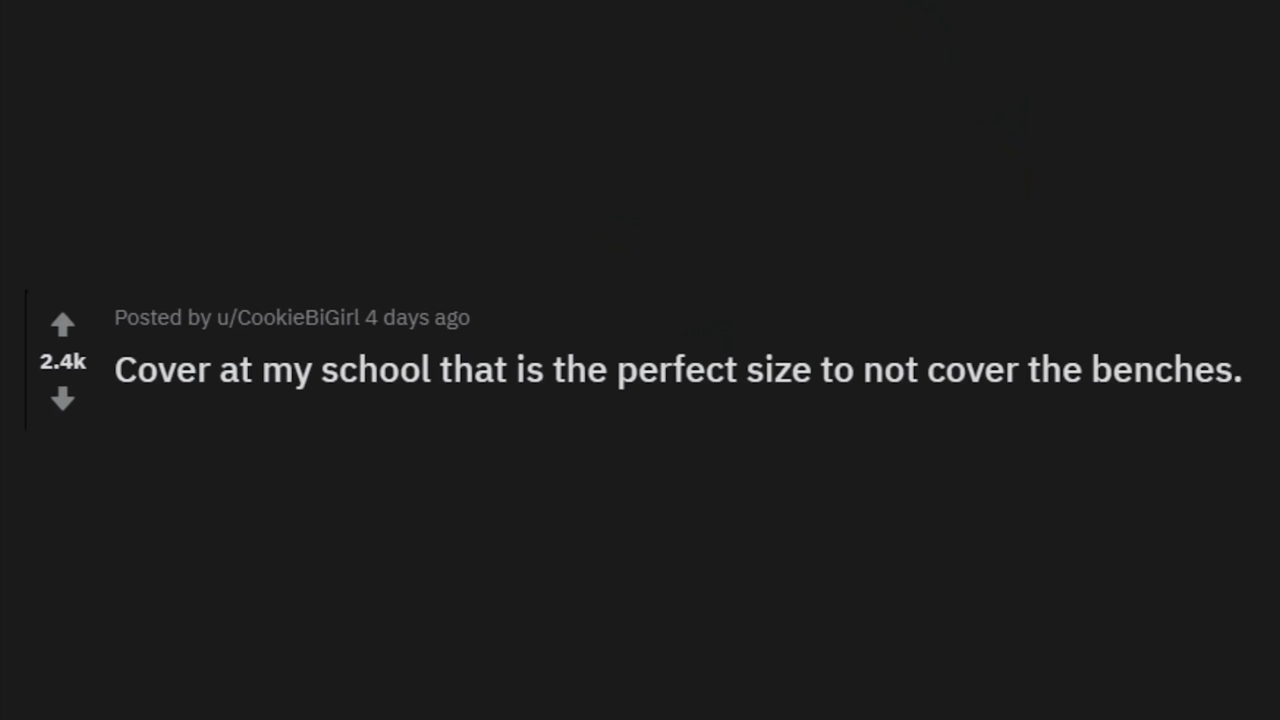 Posted by u/CookieBiGirl 4 days ago
2.4k
Cover at my school that is the perfect size to not cover the benches.